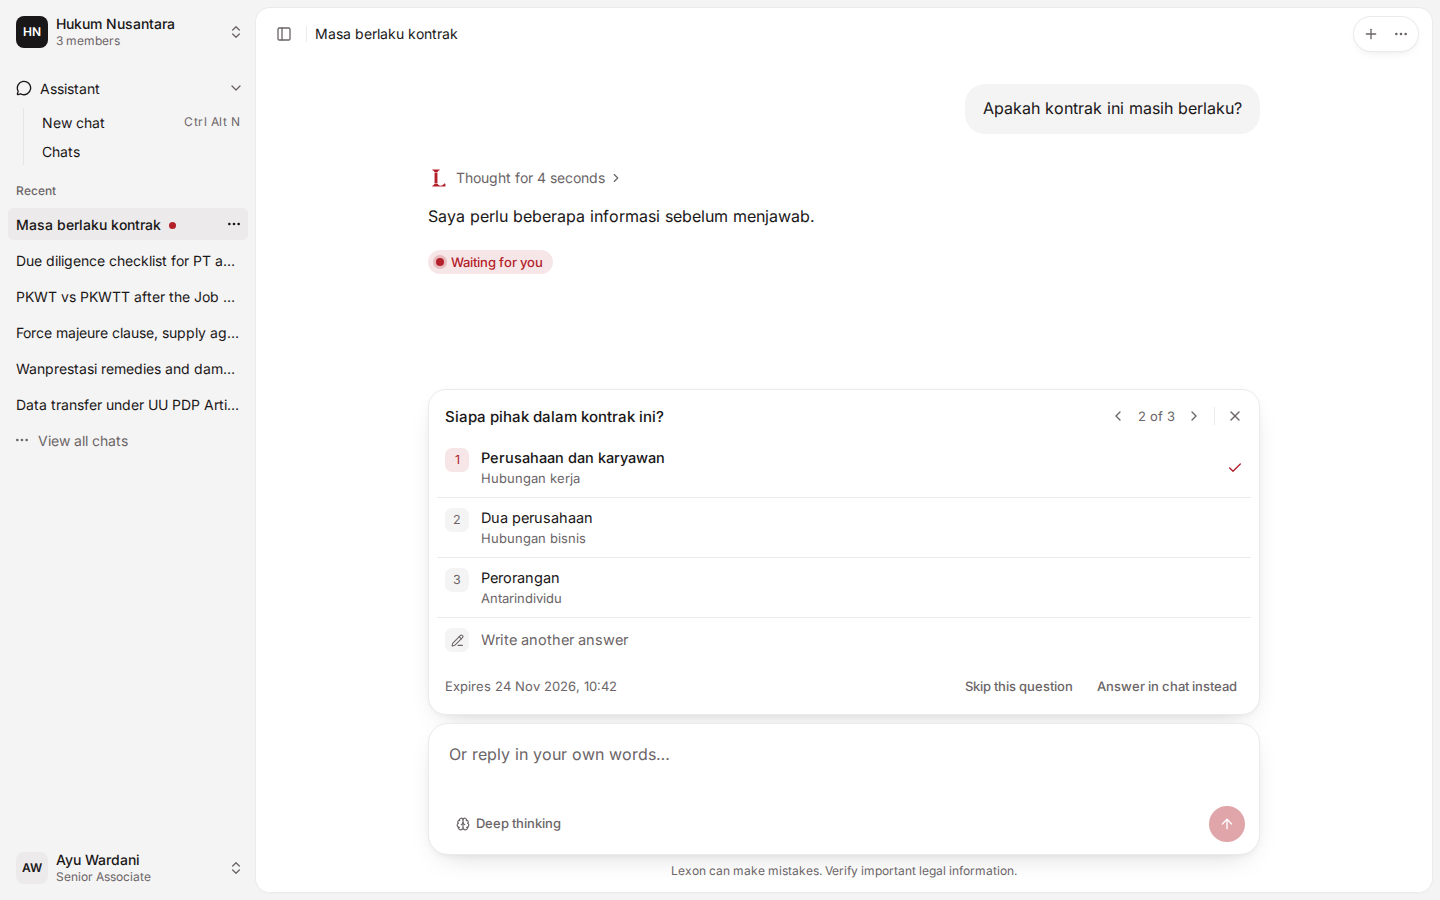 HN
Hukum Nusantara
3 members
Assistant
New chat
Ctrl Alt N
Chats
Recent
Masa berlaku kontrak
Due diligence checklist for PT a...
PKWT vs PKWTT after the Job ...
Force majeure clause, supply ag...
Wanprestasi remedies and dam...
Data transfer under UU PDP Arti...
View all chats
AW
Ayu Wardani
Senior Associate
Masa berlaku kontrak
Apakah kontrak ini masih berlaku?
L
Thought for 4 seconds
Saya perlu beberapa informasi sebelum menjawab.
Waiting for you
Siapa pihak dalam kontrak ini?
2 of 3
1
Perusahaan dan karyawan
Hubungan kerja
2
Dua perusahaan
Hubungan bisnis
3
Perorangan
Antarindividu
Write another answer
Expires 24 Nov 2026, 10:42
Skip this question
Answer in chat instead
Or reply in your own words...
Deep thinking
Lexon can make mistakes. Verify important legal information.